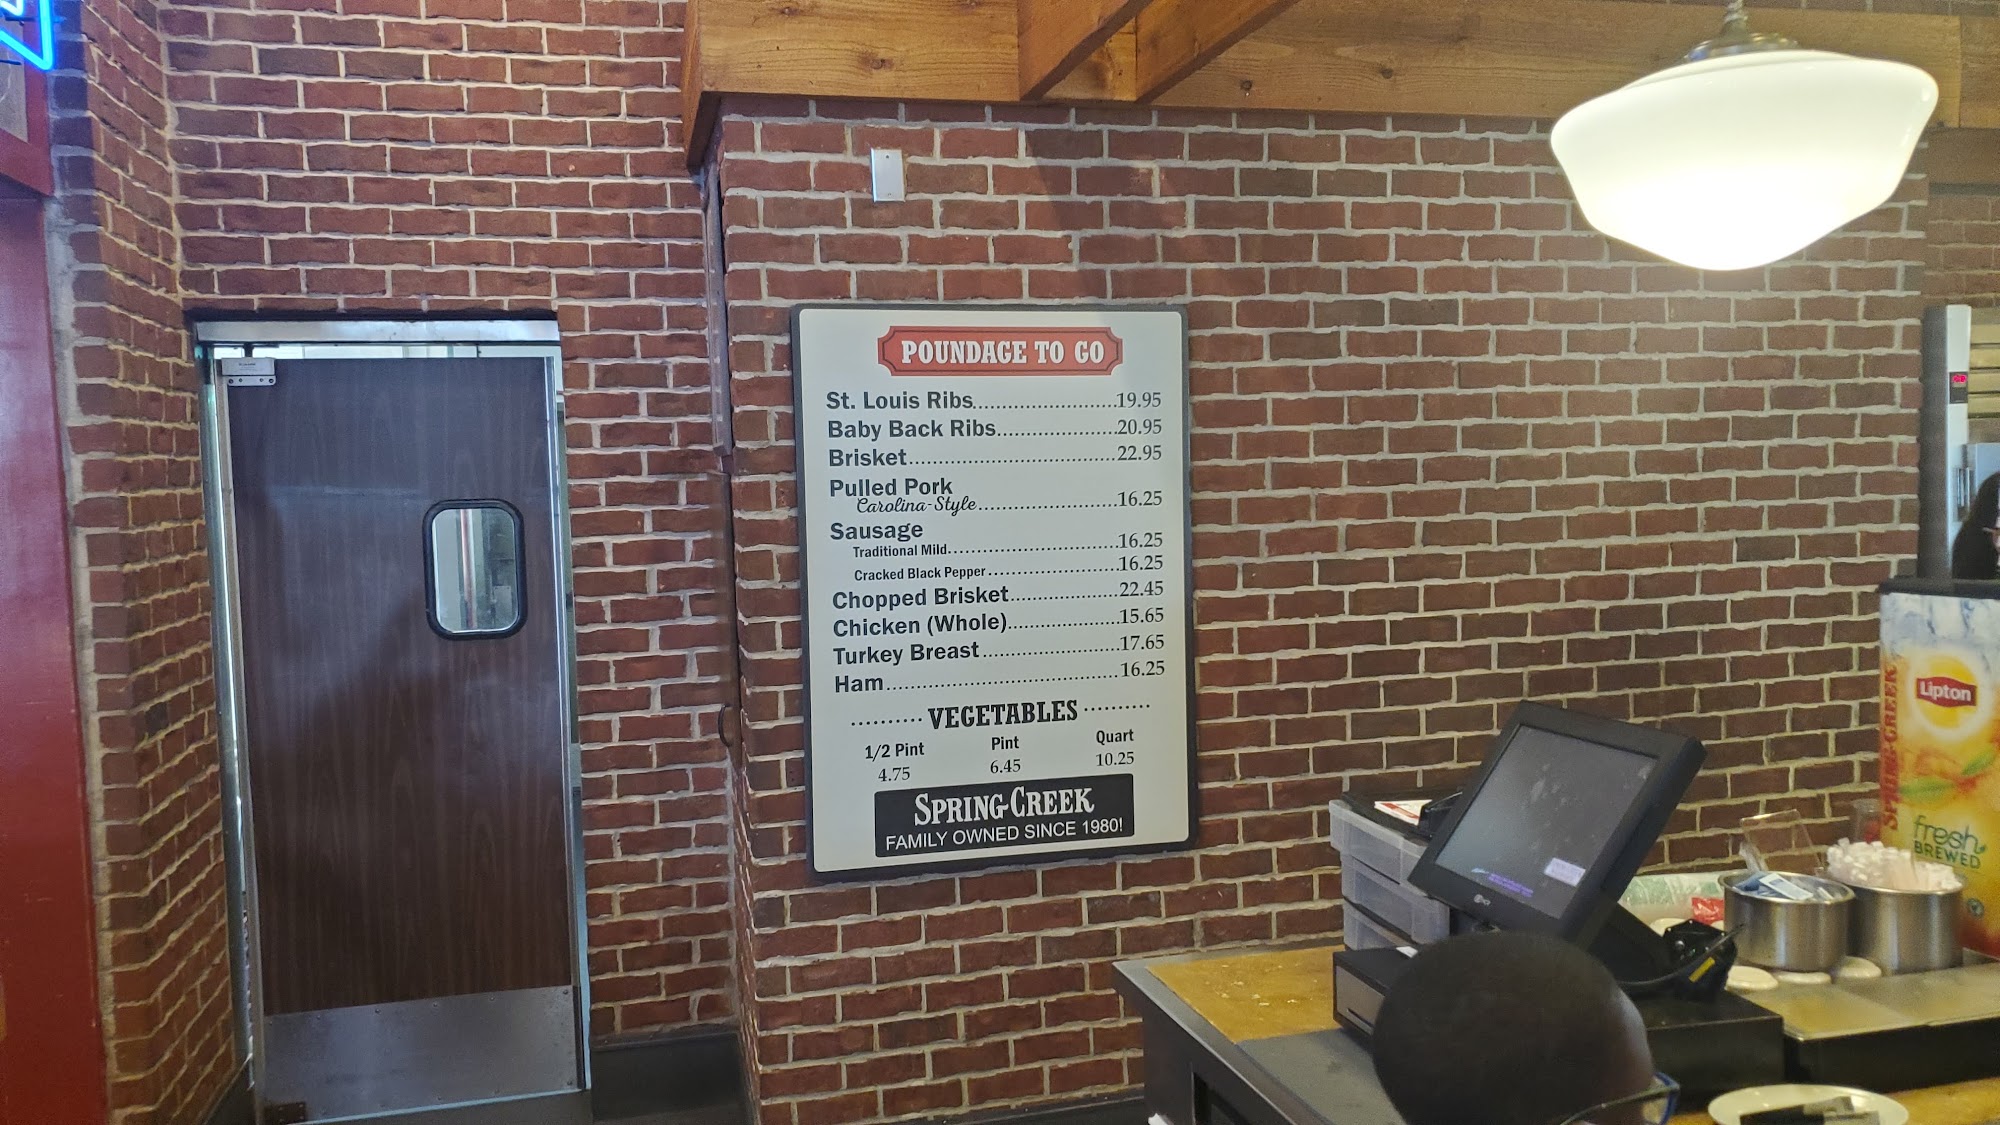 POUNDAGE TO GO
St. Louis Ribs.........................19.95
Baby Back Ribs.....................20.95
Brisket....................................22.95
Pulled Pork
Carolina-Style........................16.25
Sausage
Traditional Mild.............................16.25
Cracked Black Pepper......................16.25
Chopped Brisket..................22.45
Chicken (Whole)...................15.65
Turkey Breast.......................17.65
Ham........................................16.25
.......... VEGETABLES ..........
1/2 Pint Pint Quart
4.75 6.45 10.25
SPRING-CREEK
FAMILY OWNED SINCE 1980!
Lipton
SPRING-CREEK
fresh
BREWED